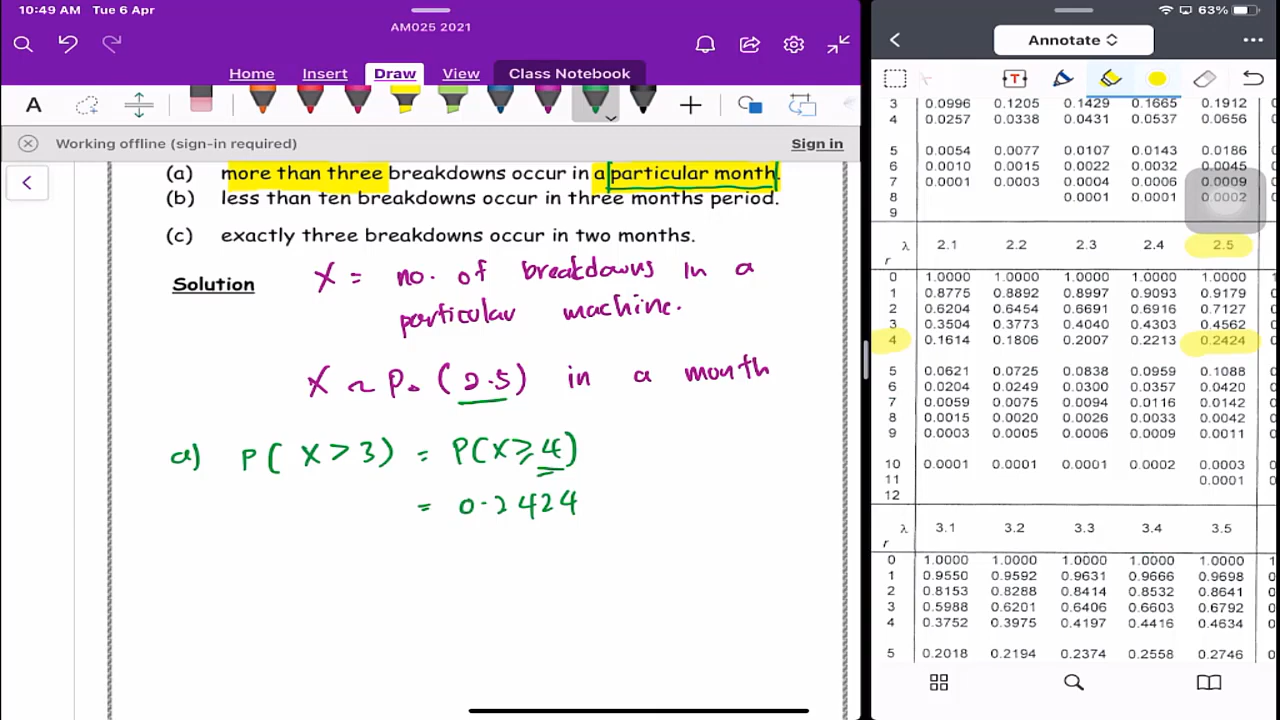 10:49 AM Tue 6 Apr
AM025 2021
Home Insert Draw View Class Notebook
A
Working offline (sign-in required) Sign in
(a) more than three breakdowns occur in a particular month.
(b) less than ten breakdowns occur in three months period.
(c) exactly three breakdowns occur in two months.
Solution
X = no. of breakdowns in a
particular machine.
X ~ Po (2.5) in a month
a) P( X > 3) = P(X ≥ 4)
= 0.2424
63%
Annotate
T
3 0.0996 0.1205 0.1429 0.1665 0.1912
4 0.0257 0.0338 0.0431 0.0537 0.0656
5 0.0054 0.0077 0.0107 0.0143 0.0186
6 0.0010 0.0015 0.0022 0.0032 0.0045
7 0.0001 0.0003 0.0004 0.0006 0.0009
8 0.0001 0.0001 0.0002
9
λ 2.1 2.2 2.3 2.4 2.5
r
0 1.0000 1.0000 1.0000 1.0000 1.0000
1 0.8775 0.8892 0.8997 0.9093 0.9179
2 0.6204 0.6454 0.6691 0.6916 0.7127
3 0.3504 0.3773 0.4040 0.4303 0.4562
4 0.1614 0.1806 0.2007 0.2213 0.2424
5 0.0621 0.0725 0.0838 0.0959 0.1088
6 0.0204 0.0249 0.0300 0.0357 0.0420
7 0.0059 0.0075 0.0094 0.0116 0.0142
8 0.0015 0.0020 0.0026 0.0033 0.0042
9 0.0003 0.0005 0.0006 0.0009 0.0011
10 0.0001 0.0001 0.0001 0.0002 0.0003
11 0.0001
12
λ 3.1 3.2 3.3 3.4 3.5
r
0 1.0000 1.0000 1.0000 1.0000 1.0000
1 0.9550 0.9592 0.9631 0.9666 0.9698
2 0.8153 0.8288 0.8414 0.8532 0.8641
3 0.5988 0.6201 0.6406 0.6603 0.6792
4 0.3752 0.3975 0.4197 0.4416 0.4634
5 0.2018 0.2194 0.2374 0.2558 0.2746